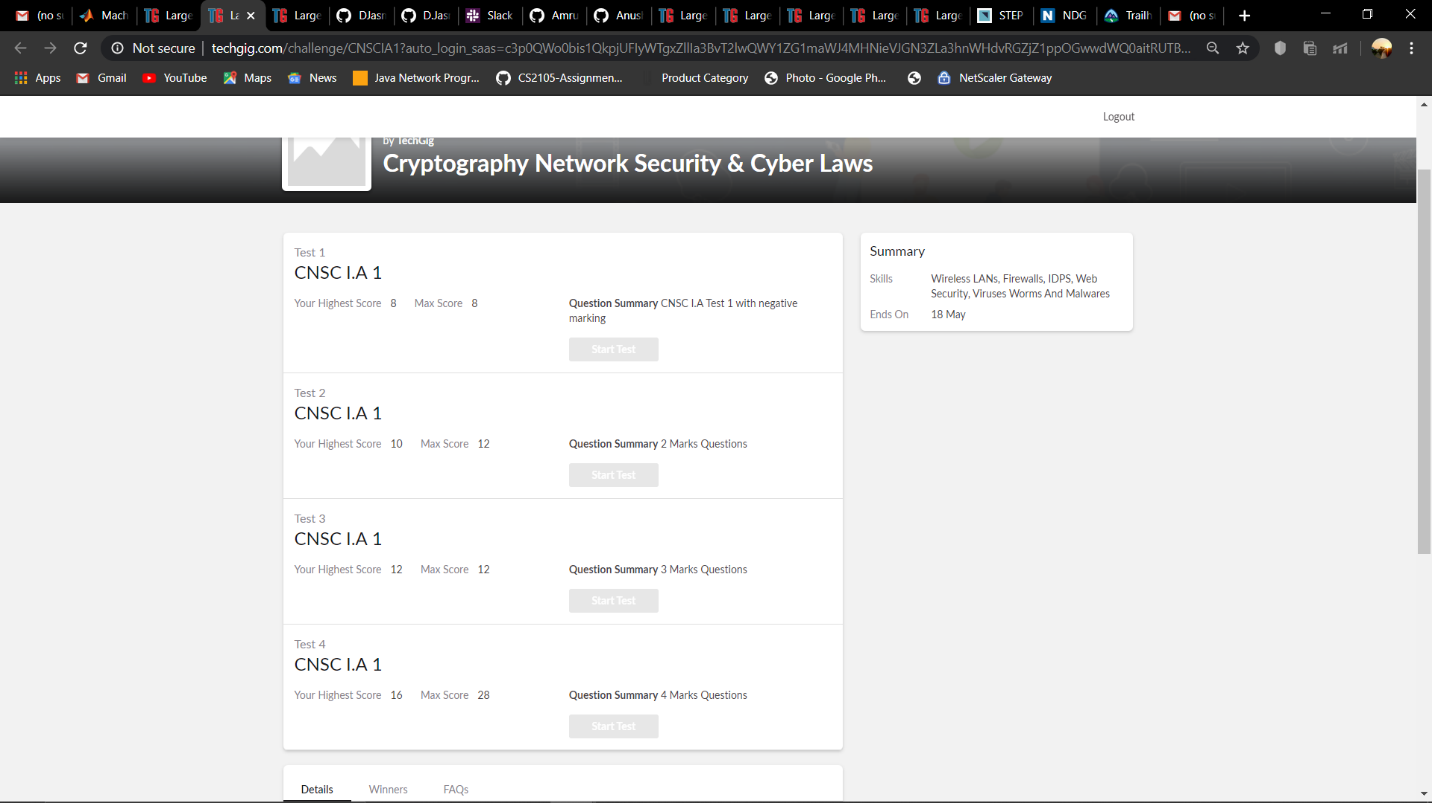 (no su
Mach
Large
La
Large
DJasn
DJasn
Slack
Amru
Anush
Large
Large
Large
Large
Large
STEP
NDG
Trailh
(no su
Not secure | techgig.com/challenge/CNSCIA1?auto_login_saas=
Apps Gmail YouTube Maps News Java Network Progr... CS2105-Assignmen... Product Category Photo - Google Ph... NetScaler Gateway
Logout
by TechGig
Cryptography Network Security & Cyber Laws
Test 1
CNSC I.A 1
Your Highest Score 8 Max Score 8 Question Summary CNSC I.A Test 1 with negative
marking
Start Test
Test 2
CNSC I.A 1
Your Highest Score 10 Max Score 12 Question Summary 2 Marks Questions
Start Test
Test 3
CNSC I.A 1
Your Highest Score 12 Max Score 12 Question Summary 3 Marks Questions
Start Test
Test 4
CNSC I.A 1
Your Highest Score 16 Max Score 28 Question Summary 4 Marks Questions
Start Test
Summary
Skills Wireless LANs, Firewalls, IDPS, Web
Security, Viruses Worms And Malwares
Ends On 18 May
Details Winners FAQs